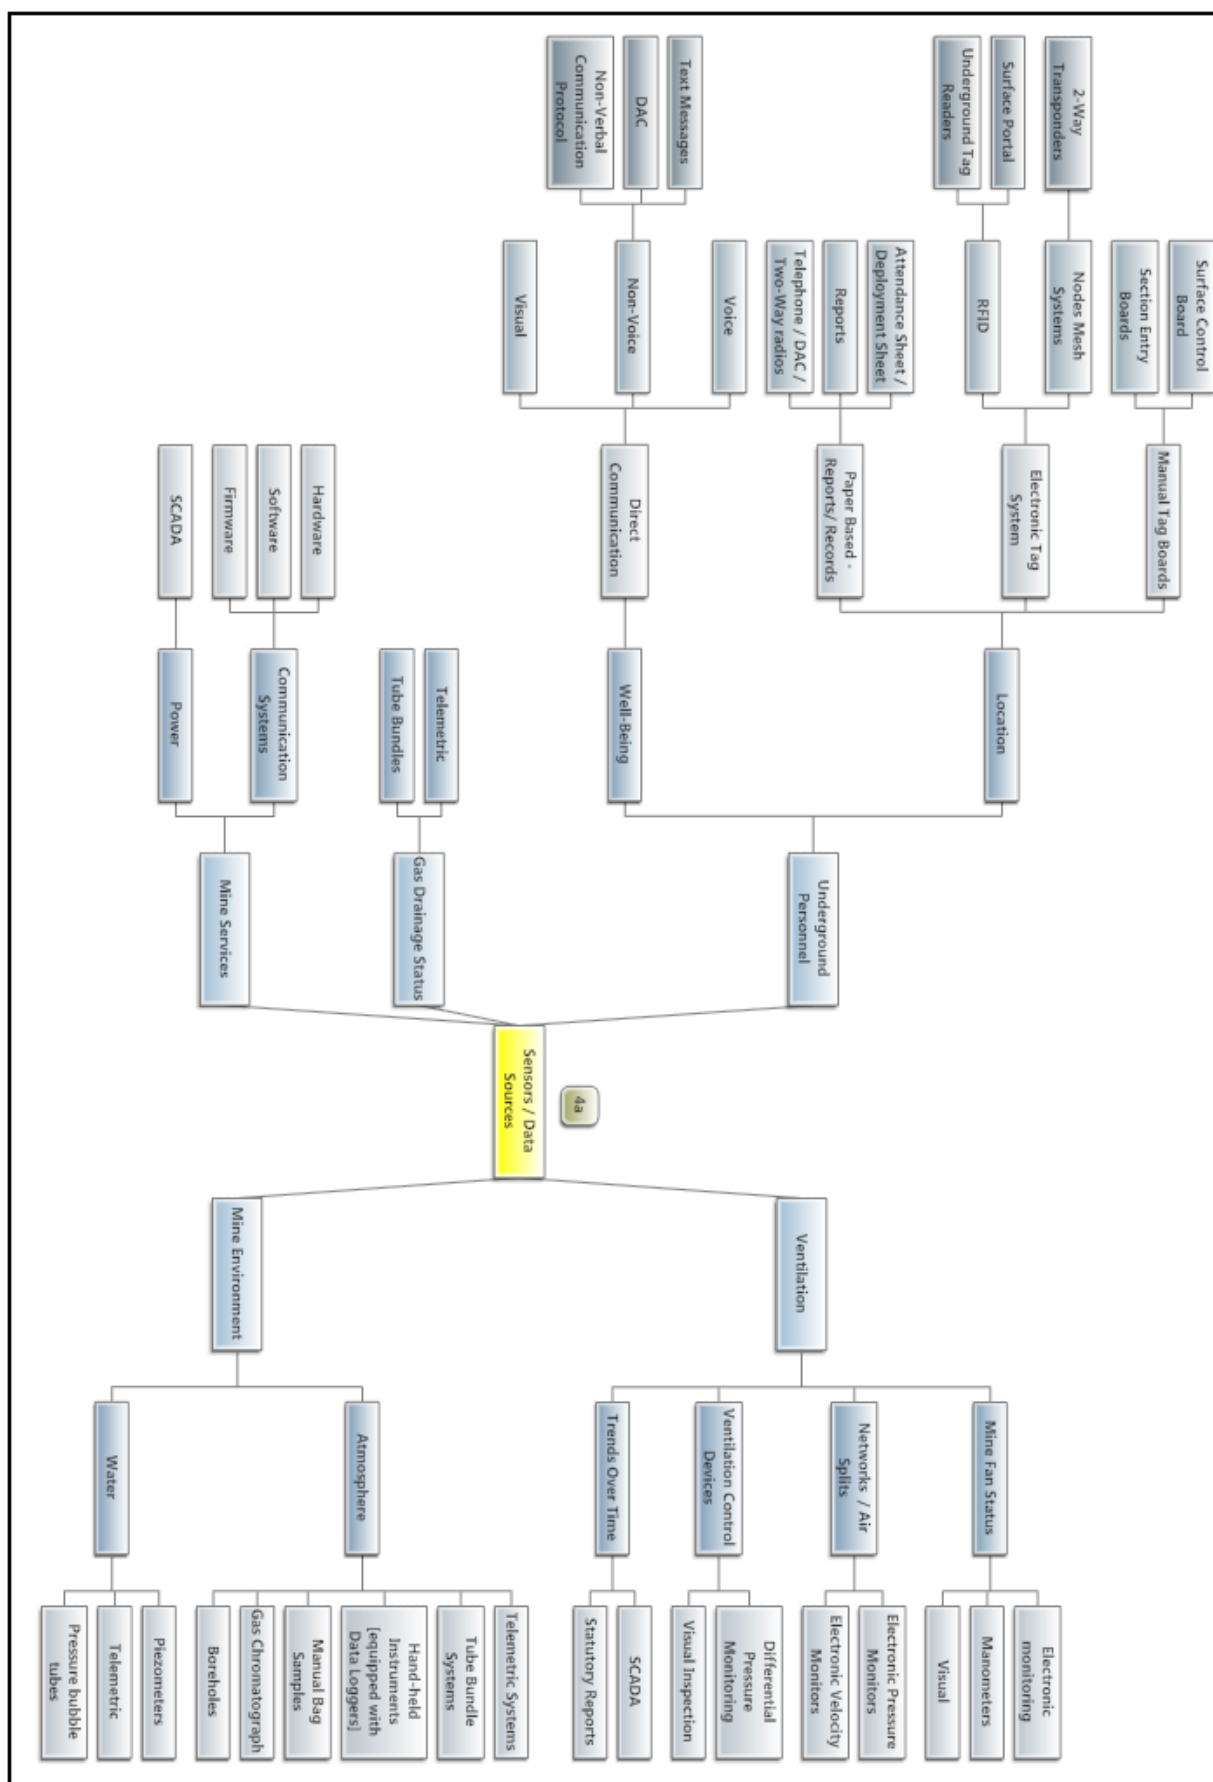 Surface Control
Board
Section Entry
Boards
2-Way
Transponders
Surface Portal
Underground Tag
Readers
Nodes Mesh
Systems
RFID
Manual Tag Boards
Electronic Tag
System
Attendance Sheet /
Deployment Sheet
Reports
Telephone / DAC /
Two-Way radios
Paper Based -
Reports/ Records
Location
Text Messages
DAC
Non-Verbal
Communication
Protocol
Voice
Non-Voice
Visual
Direct
Communication
Well-Being
Underground
Personnel
Telemetric
Tube Bundles
Gas Drainage Status
Hardware
Software
Firmware
SCADA
Communication
Systems
Power
Mine Services
4a
Sensors / Data
Sources
Ventilation
Mine Fan Status
Electronic
monitoring
Manometers
Visual
Networks / Air
Splits
Electronic Pressure
Monitors
Electronic Velocity
Monitors
Ventilation Control
Devices
Differential
Pressure
Monitoring
Visual Inspection
Trends Over Time
SCADA
Statutory Reports
Mine Environment
Atmosphere
Telemetric Systems
Tube Bundle
Systems
Hand-held
Instruments
[equipped with
Data Loggers]
Manual Bag
Samples
Gas Chromatograph
Boreholes
Water
Piezometers
Telemetric
Pressure bubble
tubes